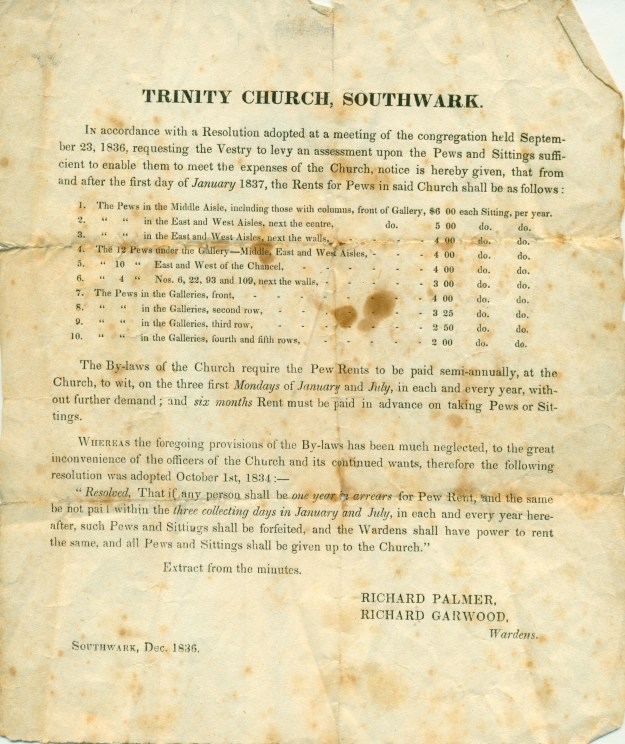 TRINITY CHURCH, SOUTHWARK.
In accordance with a Resolution adopted at a meeting of the congregation held Septem-
ber 23, 1836, requesting the Vestry to levy an assessment upon the Pews and Sittings suffi-
cient to enable them to meet the expenses of the Church, notice is hereby given, that from
and after the first day of January 1837, the Rents for Pews in said Church shall be as follows:
1. The Pews in the Middle Aisle, including those with columns, front of Gallery, $6 00 each Sitting, per year.
2. “ “ in the East and West Aisles, next the centre, do. 5 00 do. do.
3. “ “ in the East and West Aisles, next the walls, - - - - 4 00 do. do.
4. The 12 Pews under the Gallery—Middle, East and West Aisles, - - 4 00 do. do.
5. “ 10 “ East and West of the Chancel, - - - - - 4 00 do. do.
6. “ 4 “ Nos. 6, 22, 93 and 109, next the walls, - - - - 3 00 do. do.
7. The Pews in the Galleries, front, - - - - - - - 4 00 do. do.
8. “ “ in the Galleries, second row, - - - - - - 3 25 do. do.
9. “ “ in the Galleries, third row, - - - - - - 2 50 do. do.
10. “ “ in the Galleries, fourth and fifth rows, - - - - - 2 00 do. do.
The By-laws of the Church require the Pew Rents to be paid semi-annually, at the
Church, to wit, on the three first Mondays of January and July, in each and every year, with-
out further demand; and six months Rent must be paid in advance on taking Pews or Sit-
tings.
Whereas the foregoing provisions of the By-laws has been much neglected, to the great
inconvenience of the officers of the Church and its continued wants, therefore the following
resolution was adopted October 1st, 1834:—
“Resolved, That if any person shall be one year in arrears for Pew Rent, and the same
be not paid within the three collecting days in January and July, in each and every year here-
after, such Pews and Sittings shall be forfeited, and the Wardens shall have power to rent
the same, and all Pews and Sittings shall be given up to the Church.”
Extract from the minutes.
RICHARD PALMER,
RICHARD GARWOOD,
Wardens.
Southwark, Dec. 1836.